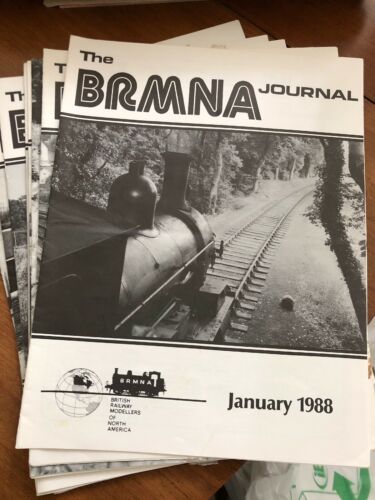 The
BRMNA JOURNAL
BRMNA
BRITISH
RAILWAY
MODELLERS
OF
NORTH
AMERICA
January 1988